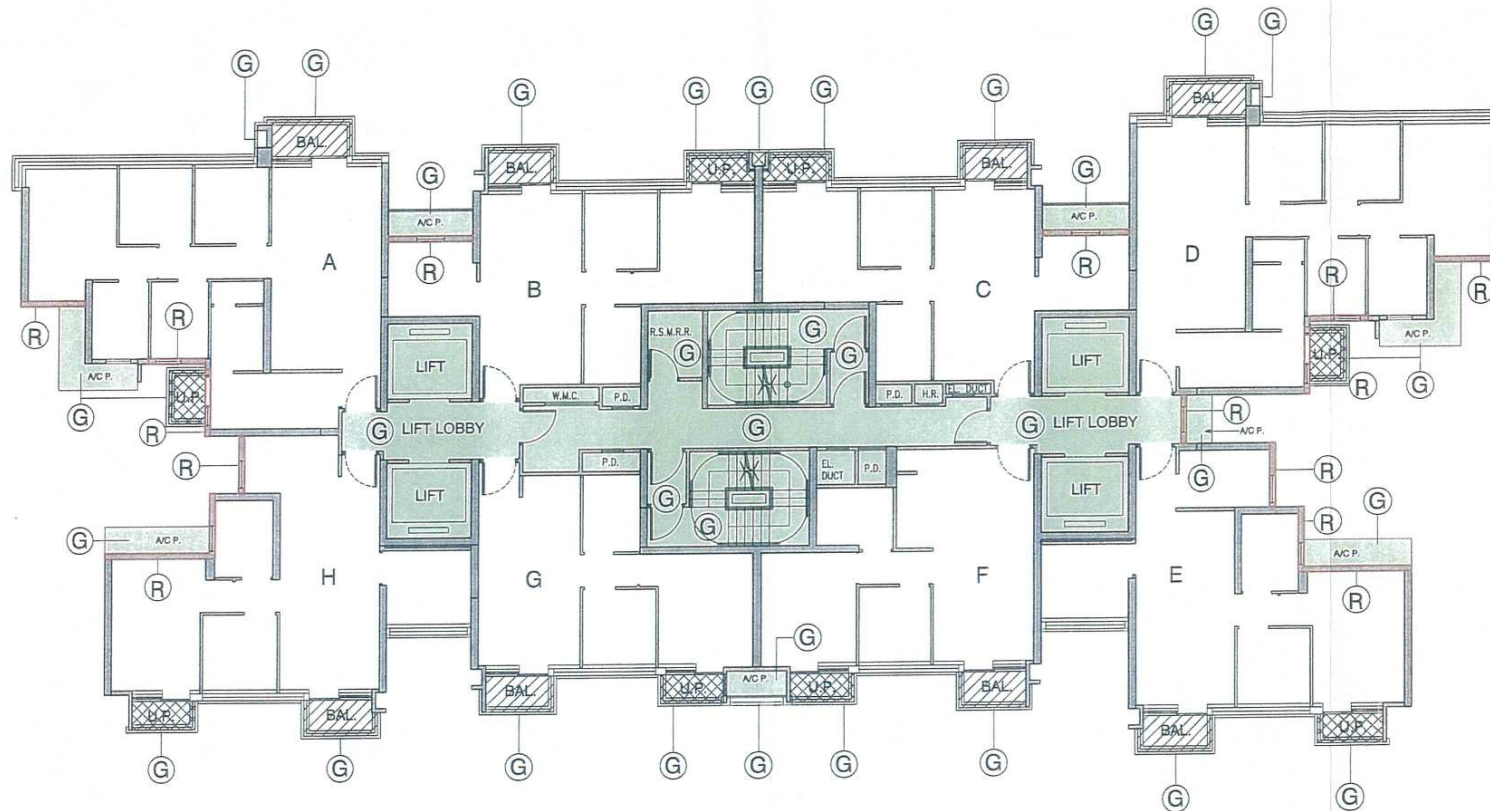 G G
G G
BAL. BAL.
G G G G G G G
BAL. U.P. U.P. BAL.
G G
A/C P. A/C P.
R R
A B C D
R R R R
R.S.M.R.R. G G G
A/C P. LIFT LIFT A/C P.
U.P. U.P.
G G
W.M.C. P.D. P.D. H.R. EL. DUCT
R R
G LIFT LOBBY G G LIFT LOBBY R
A/C P.
R P.D. EL. DUCT P.D. G R
LIFT LIFT
G A/C P. G G R A/C P. G
R R
H G F E
G
A/C P.
U.P. BAL. BAL. U.P. U.P. BAL. BAL. U.P.
G G G G G G G G G